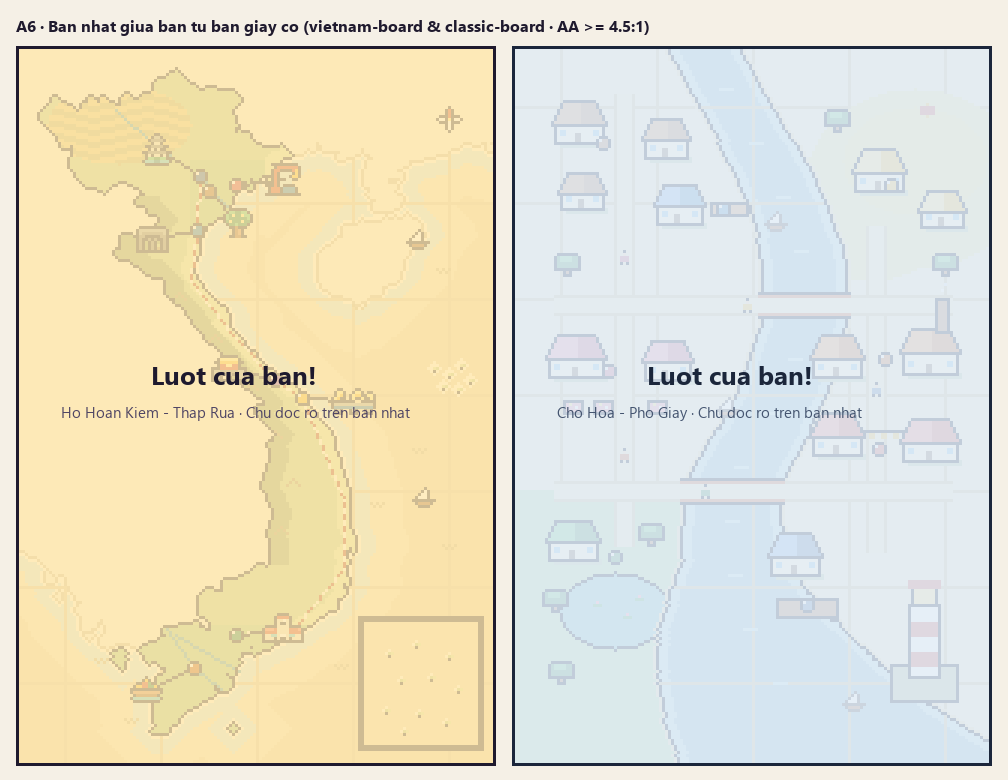 A6 · Ban nhat giua ban tu ban giay co (vietnam-board & classic-board · AA >= 4.5:1)
Luot cua ban!
Ho Hoan Kiem - Thap Rua · Chu doc ro tren ban nhat
Luot cua ban!
Cho Hoa - Pho Giay · Chu doc ro tren ban nhat